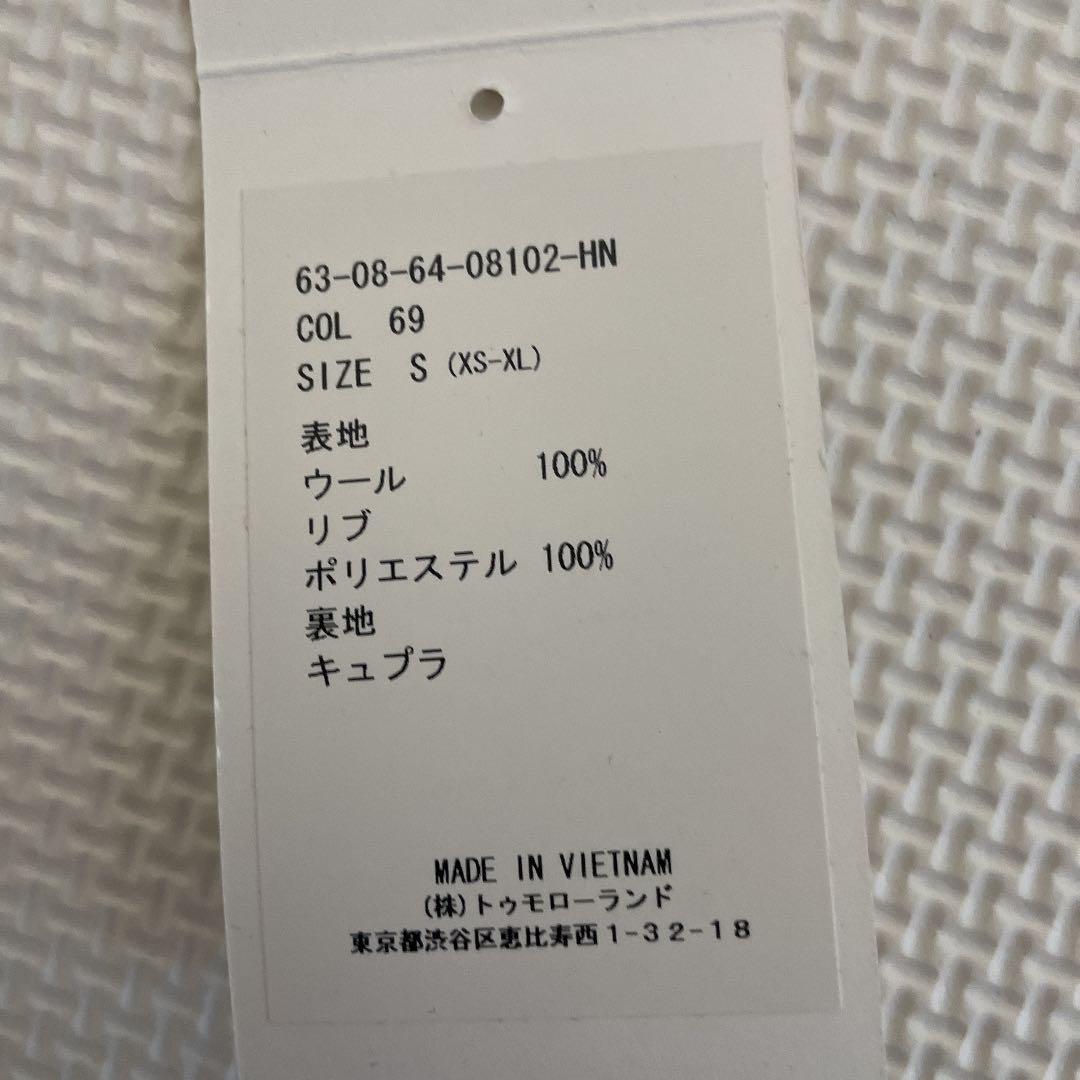 63-08-64-08102-HN
COL 69
SIZE S (XS-XL)
表地
ウール 100%
リブ
ポリエステル 100%
裏地
キュプラ
MADE IN VIETNAM
(株)トゥモローランド
東京都渋谷区恵比寿西1-32-18